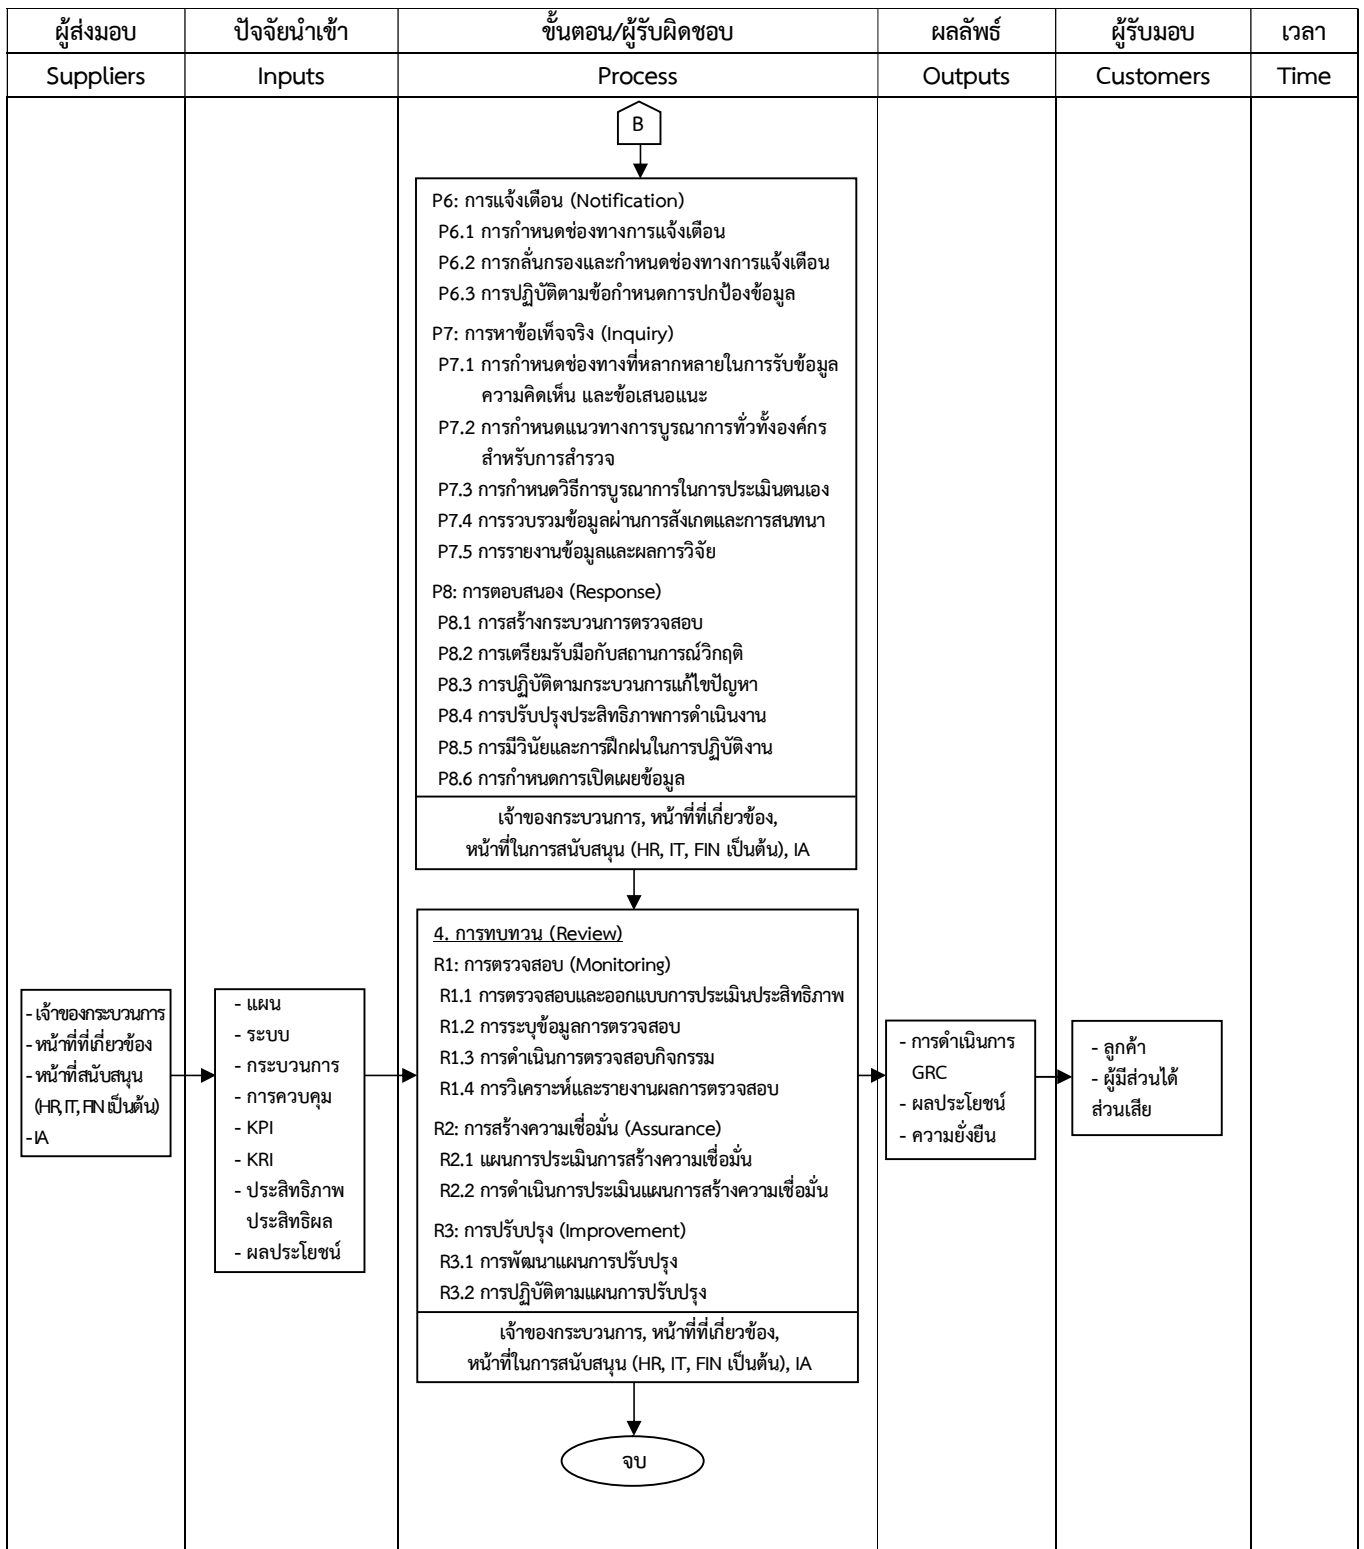 ผู้ส่งมอบ
ปัจจัยนำเข้า
ขั้นตอน/ผู้รับผิดชอบ
ผลลัพธ์
ผู้รับมอบ
เวลา
Suppliers
Inputs
Process
Outputs
Customers
Time
B
P6: การแจ้งเตือน (Notification)
P6.1 การกำหนดช่องทางการแจ้งเตือน
P6.2 การกลั่นกรองและกำหนดช่องทางการแจ้งเตือน
P6.3 การปฏิบัติตามข้อกำหนดการปกป้องข้อมูล
P7: การหาข้อเท็จจริง (Inquiry)
P7.1 การกำหนดช่องทางที่หลากหลายในการรับข้อมูล
ความคิดเห็น และข้อเสนอแนะ
P7.2 การกำหนดแนวทางการบูรณาการทั่วทั้งองค์กร
สำหรับการสำรวจ
P7.3 การกำหนดวิธีการบูรณาการในการประเมินตนเอง
P7.4 การรวบรวมข้อมูลผ่านการสังเกตและการสนทนา
P7.5 การรายงานข้อมูลและผลการวิจัย
P8: การตอบสนอง (Response)
P8.1 การสร้างกระบวนการตรวจสอบ
P8.2 การเตรียมรับมือกับสถานการณ์วิกฤติ
P8.3 การปฏิบัติตามกระบวนการแก้ไขปัญหา
P8.4 การปรับปรุงประสิทธิภาพการดำเนินงาน
P8.5 การมีวินัยและการฝึกฝนในการปฏิบัติงาน
P8.6 การกำหนดการเปิดเผยข้อมูล
เจ้าของกระบวนการ, หน้าที่ที่เกี่ยวข้อง,
หน้าที่ในการสนับสนุน (HR, IT, FIN เป็นต้น), IA
- เจ้าของกระบวนการ
- หน้าที่ที่เกี่ยวข้อง
- หน้าที่สนับสนุน
(HR, IT, FIN เป็นต้น)
- IA
- แผน
- ระบบ
- กระบวนการ
- การควบคุม
- KPI
- KRI
- ประสิทธิภาพ
ประสิทธิผล
- ผลประโยชน์
4. การทบทวน (Review)
R1: การตรวจสอบ (Monitoring)
R1.1 การตรวจสอบและออกแบบการประเมินประสิทธิภาพ
R1.2 การระบุข้อมูลการตรวจสอบ
R1.3 การดำเนินการตรวจสอบกิจกรรม
R1.4 การวิเคราะห์และรายงานผลการตรวจสอบ
R2: การสร้างความเชื่อมั่น (Assurance)
R2.1 แผนการประเมินการสร้างความเชื่อมั่น
R2.2 การดำเนินการประเมินแผนการสร้างความเชื่อมั่น
R3: การปรับปรุง (Improvement)
R3.1 การพัฒนาแผนการปรับปรุง
R3.2 การปฏิบัติตามแผนการปรับปรุง
เจ้าของกระบวนการ, หน้าที่ที่เกี่ยวข้อง,
หน้าที่ในการสนับสนุน (HR, IT, FIN เป็นต้น), IA
- การดำเนินการ
GRC
- ผลประโยชน์
- ความยั่งยืน
- ลูกค้า
- ผู้มีส่วนได้
ส่วนเสีย
จบ